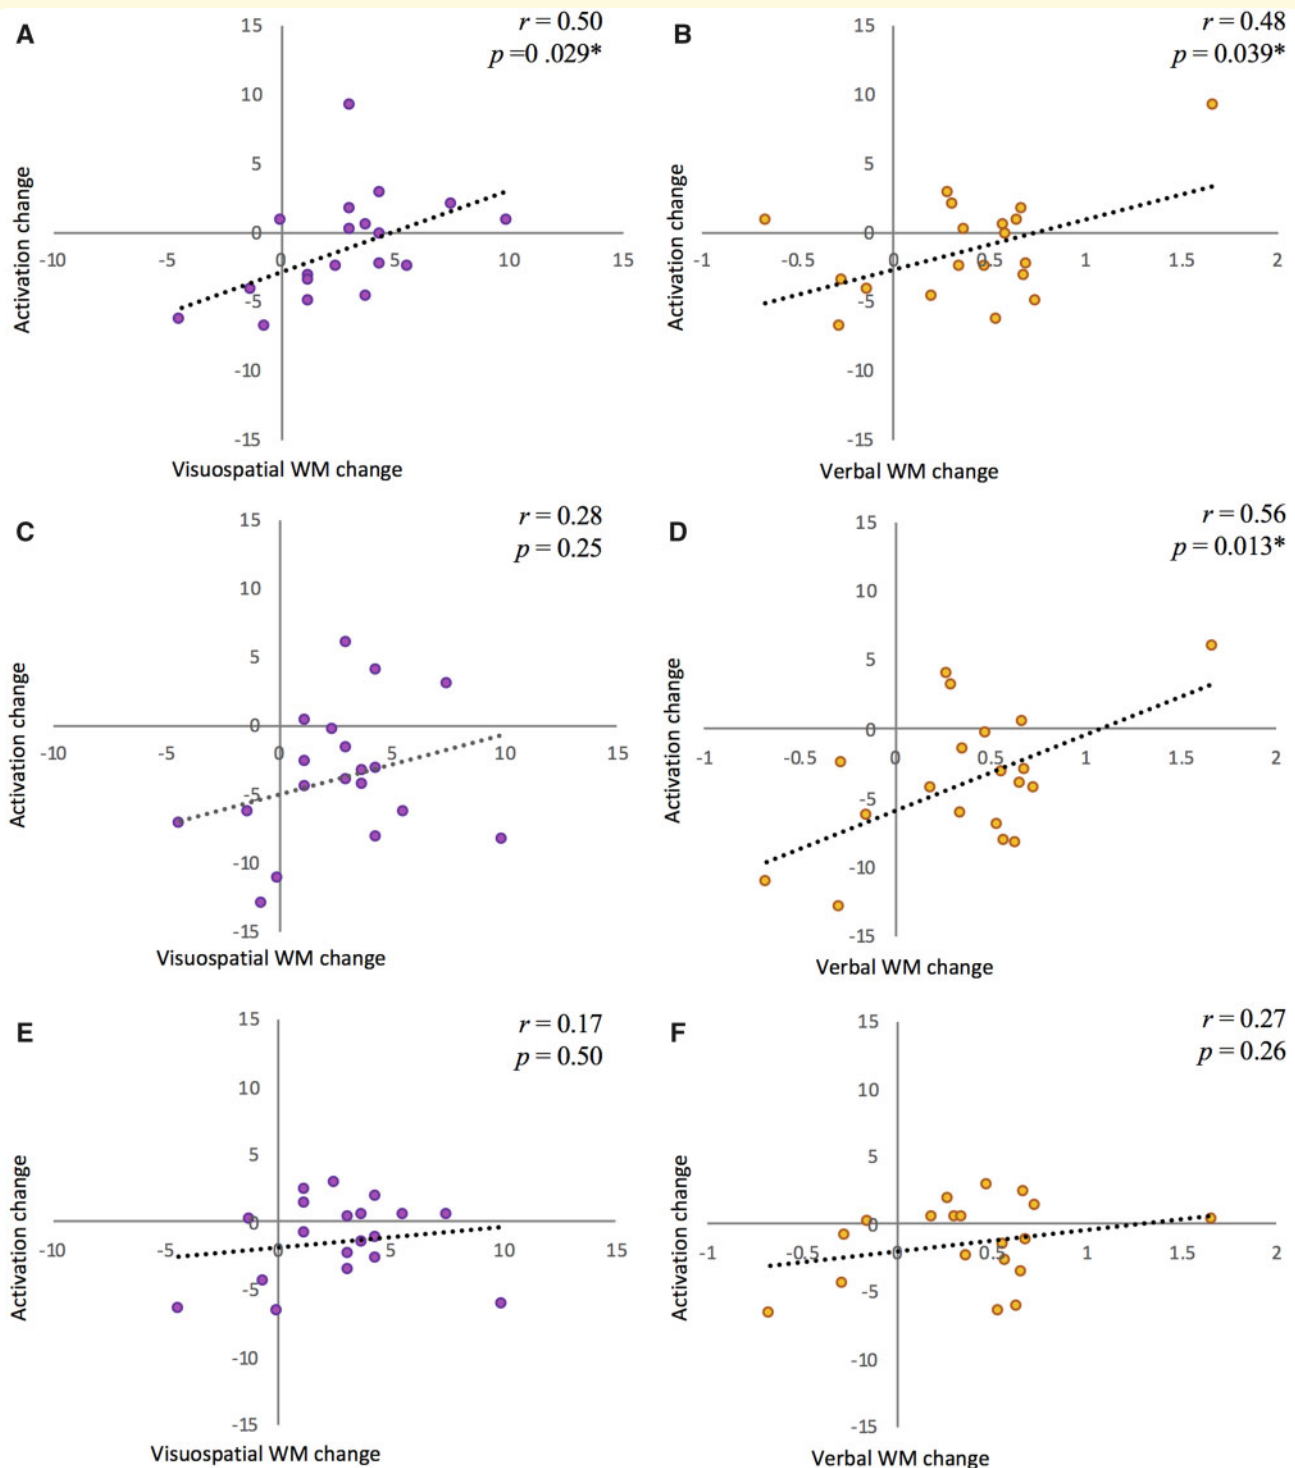 A
r = 0.50
p =0 .029*
15
10
5
0
-10
-5
0
5
10
15
-5
-10
-15
Activation change
Visuospatial WM change
B
r = 0.48
p = 0.039*
15
10
5
0
-1
-0.5
0
0.5
1
1.5
2
-5
-10
-15
Activation change
Verbal WM change
C
r = 0.28
p = 0.25
15
10
5
0
-10
-5
0
5
10
15
-5
-10
-15
Activation change
Visuospatial WM change
D
r = 0.56
p = 0.013*
15
10
5
0
-1
-0.5
0
0.5
1
1.5
2
-5
-10
-15
Activation change
Verbal WM change
E
r = 0.17
p = 0.50
15
10
5
0
-10
-5
0
5
10
15
-5
-10
-15
Activation change
Visuospatial WM change
F
r = 0.27
p = 0.26
15
10
5
0
-1
-0.5
0
0.5
1
1.5
2
-5
-10
-15
Activation change
Verbal WM change